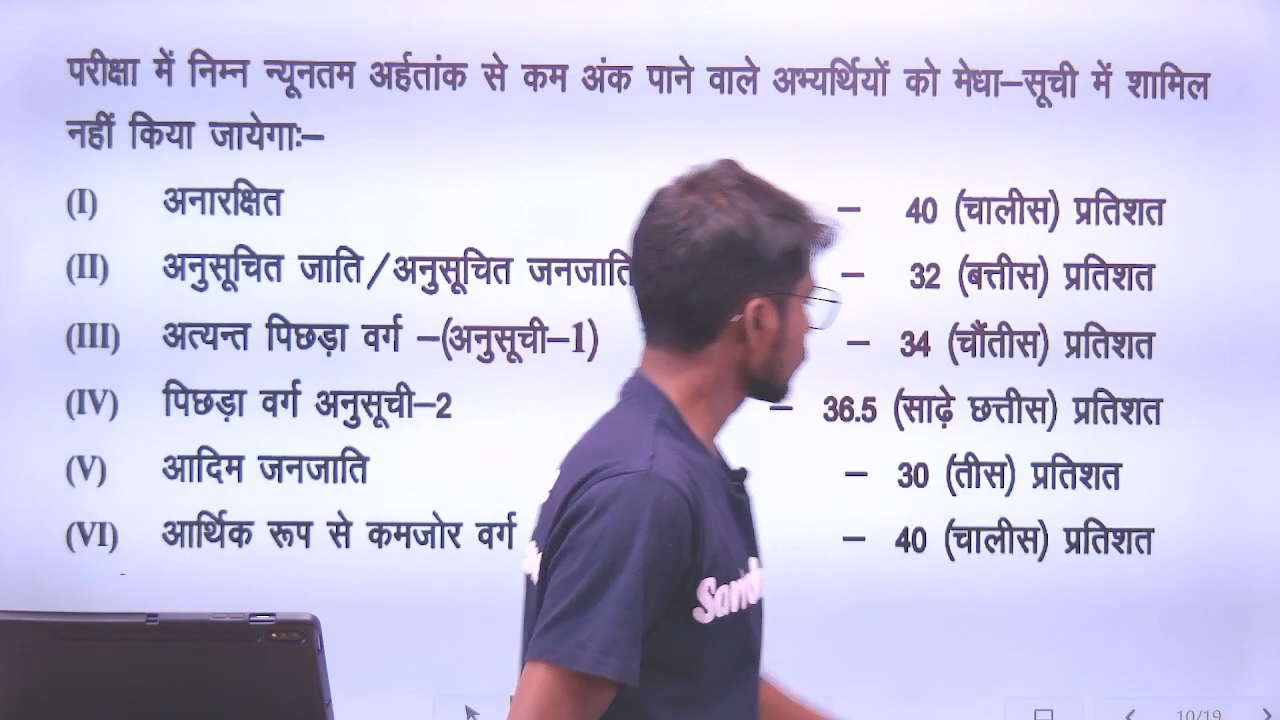 परीक्षा में निम्न न्यूनतम अर्हतांक से कम अंक पाने वाले अभ्यर्थियों को मेधा–सूची में शामिल
नहीं किया जायेगाः–
(I) अनारक्षित – 40 (चालीस) प्रतिशत
(II) अनुसूचित जाति/अनुसूचित जनजाति – 32 (बत्तीस) प्रतिशत
(III) अत्यन्त पिछड़ा वर्ग –(अनुसूची–1) – 34 (चौंतीस) प्रतिशत
(IV) पिछड़ा वर्ग अनुसूची–2 – 36.5 (साढ़े छत्तीस) प्रतिशत
(V) आदिम जनजाति – 30 (तीस) प्रतिशत
(VI) आर्थिक रूप से कमजोर वर्ग – 40 (चालीस) प्रतिशत
10/19